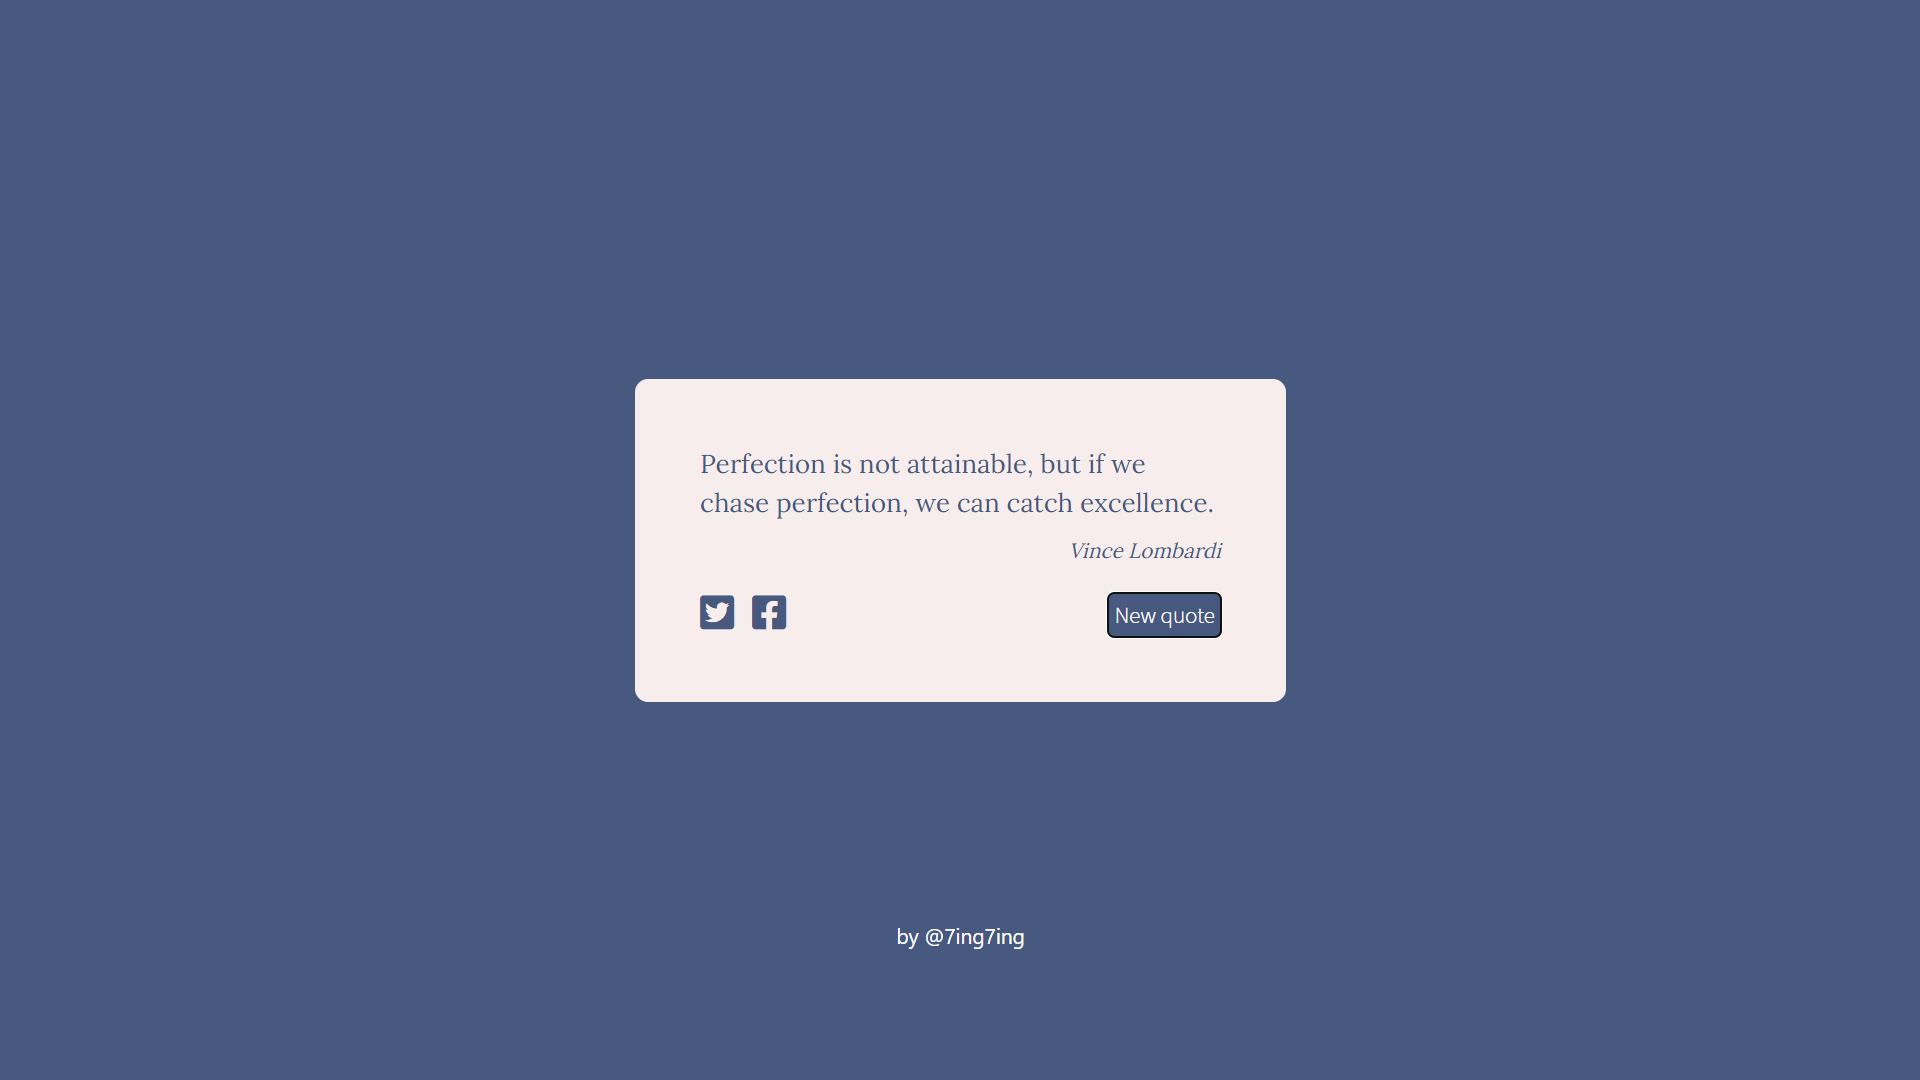 Perfection is not attainable, but if we
chase perfection, we can catch excellence.
Vince Lombardi
New quote
by @7ing7ing